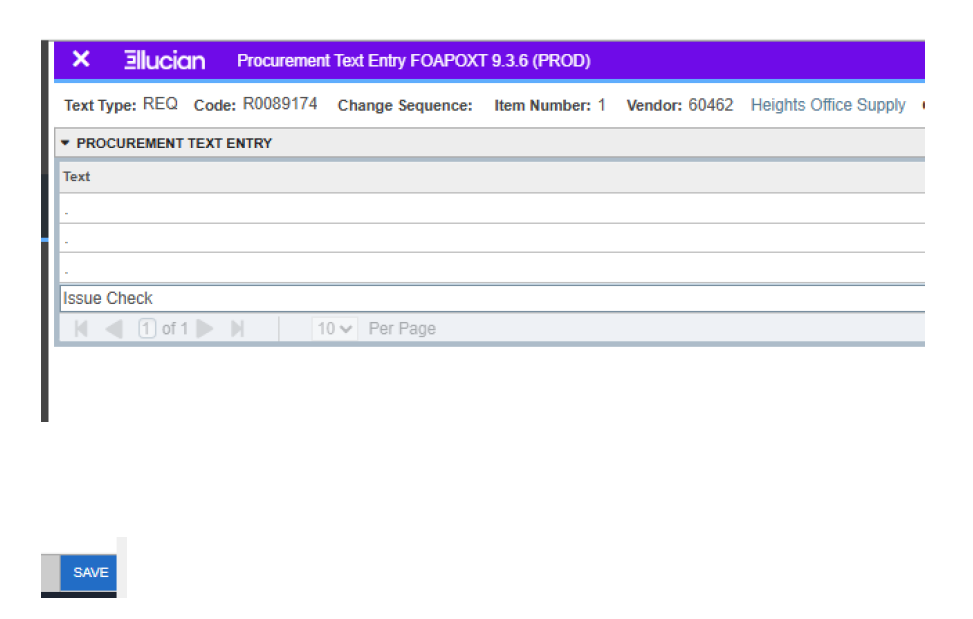 ✕ Ellucian Procurement Text Entry FOAPOXT 9.3.6 (PROD)
Text Type: REQ Code: R0089174 Change Sequence: Item Number: 1 Vendor: 60462 Heights Office Supply
PROCUREMENT TEXT ENTRY
Text
.
.
.
Issue Check
1 of 1 10 Per Page
SAVE